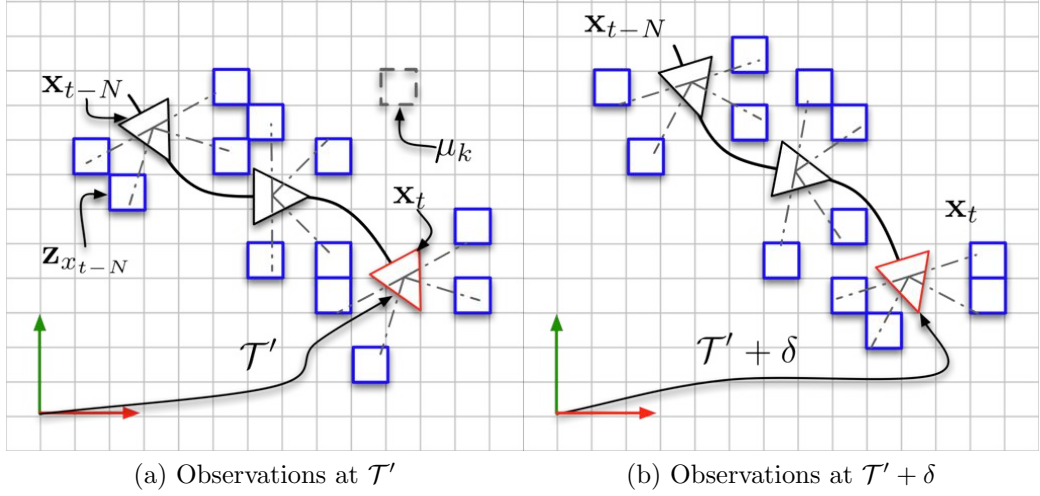 x_{t−N}
μ_k
x_t
z_{x_{t−N}}
𝒯′
(a) Observations at 𝒯′
x_{t−N}
x_t
𝒯′ + δ
(b) Observations at 𝒯′ + δ